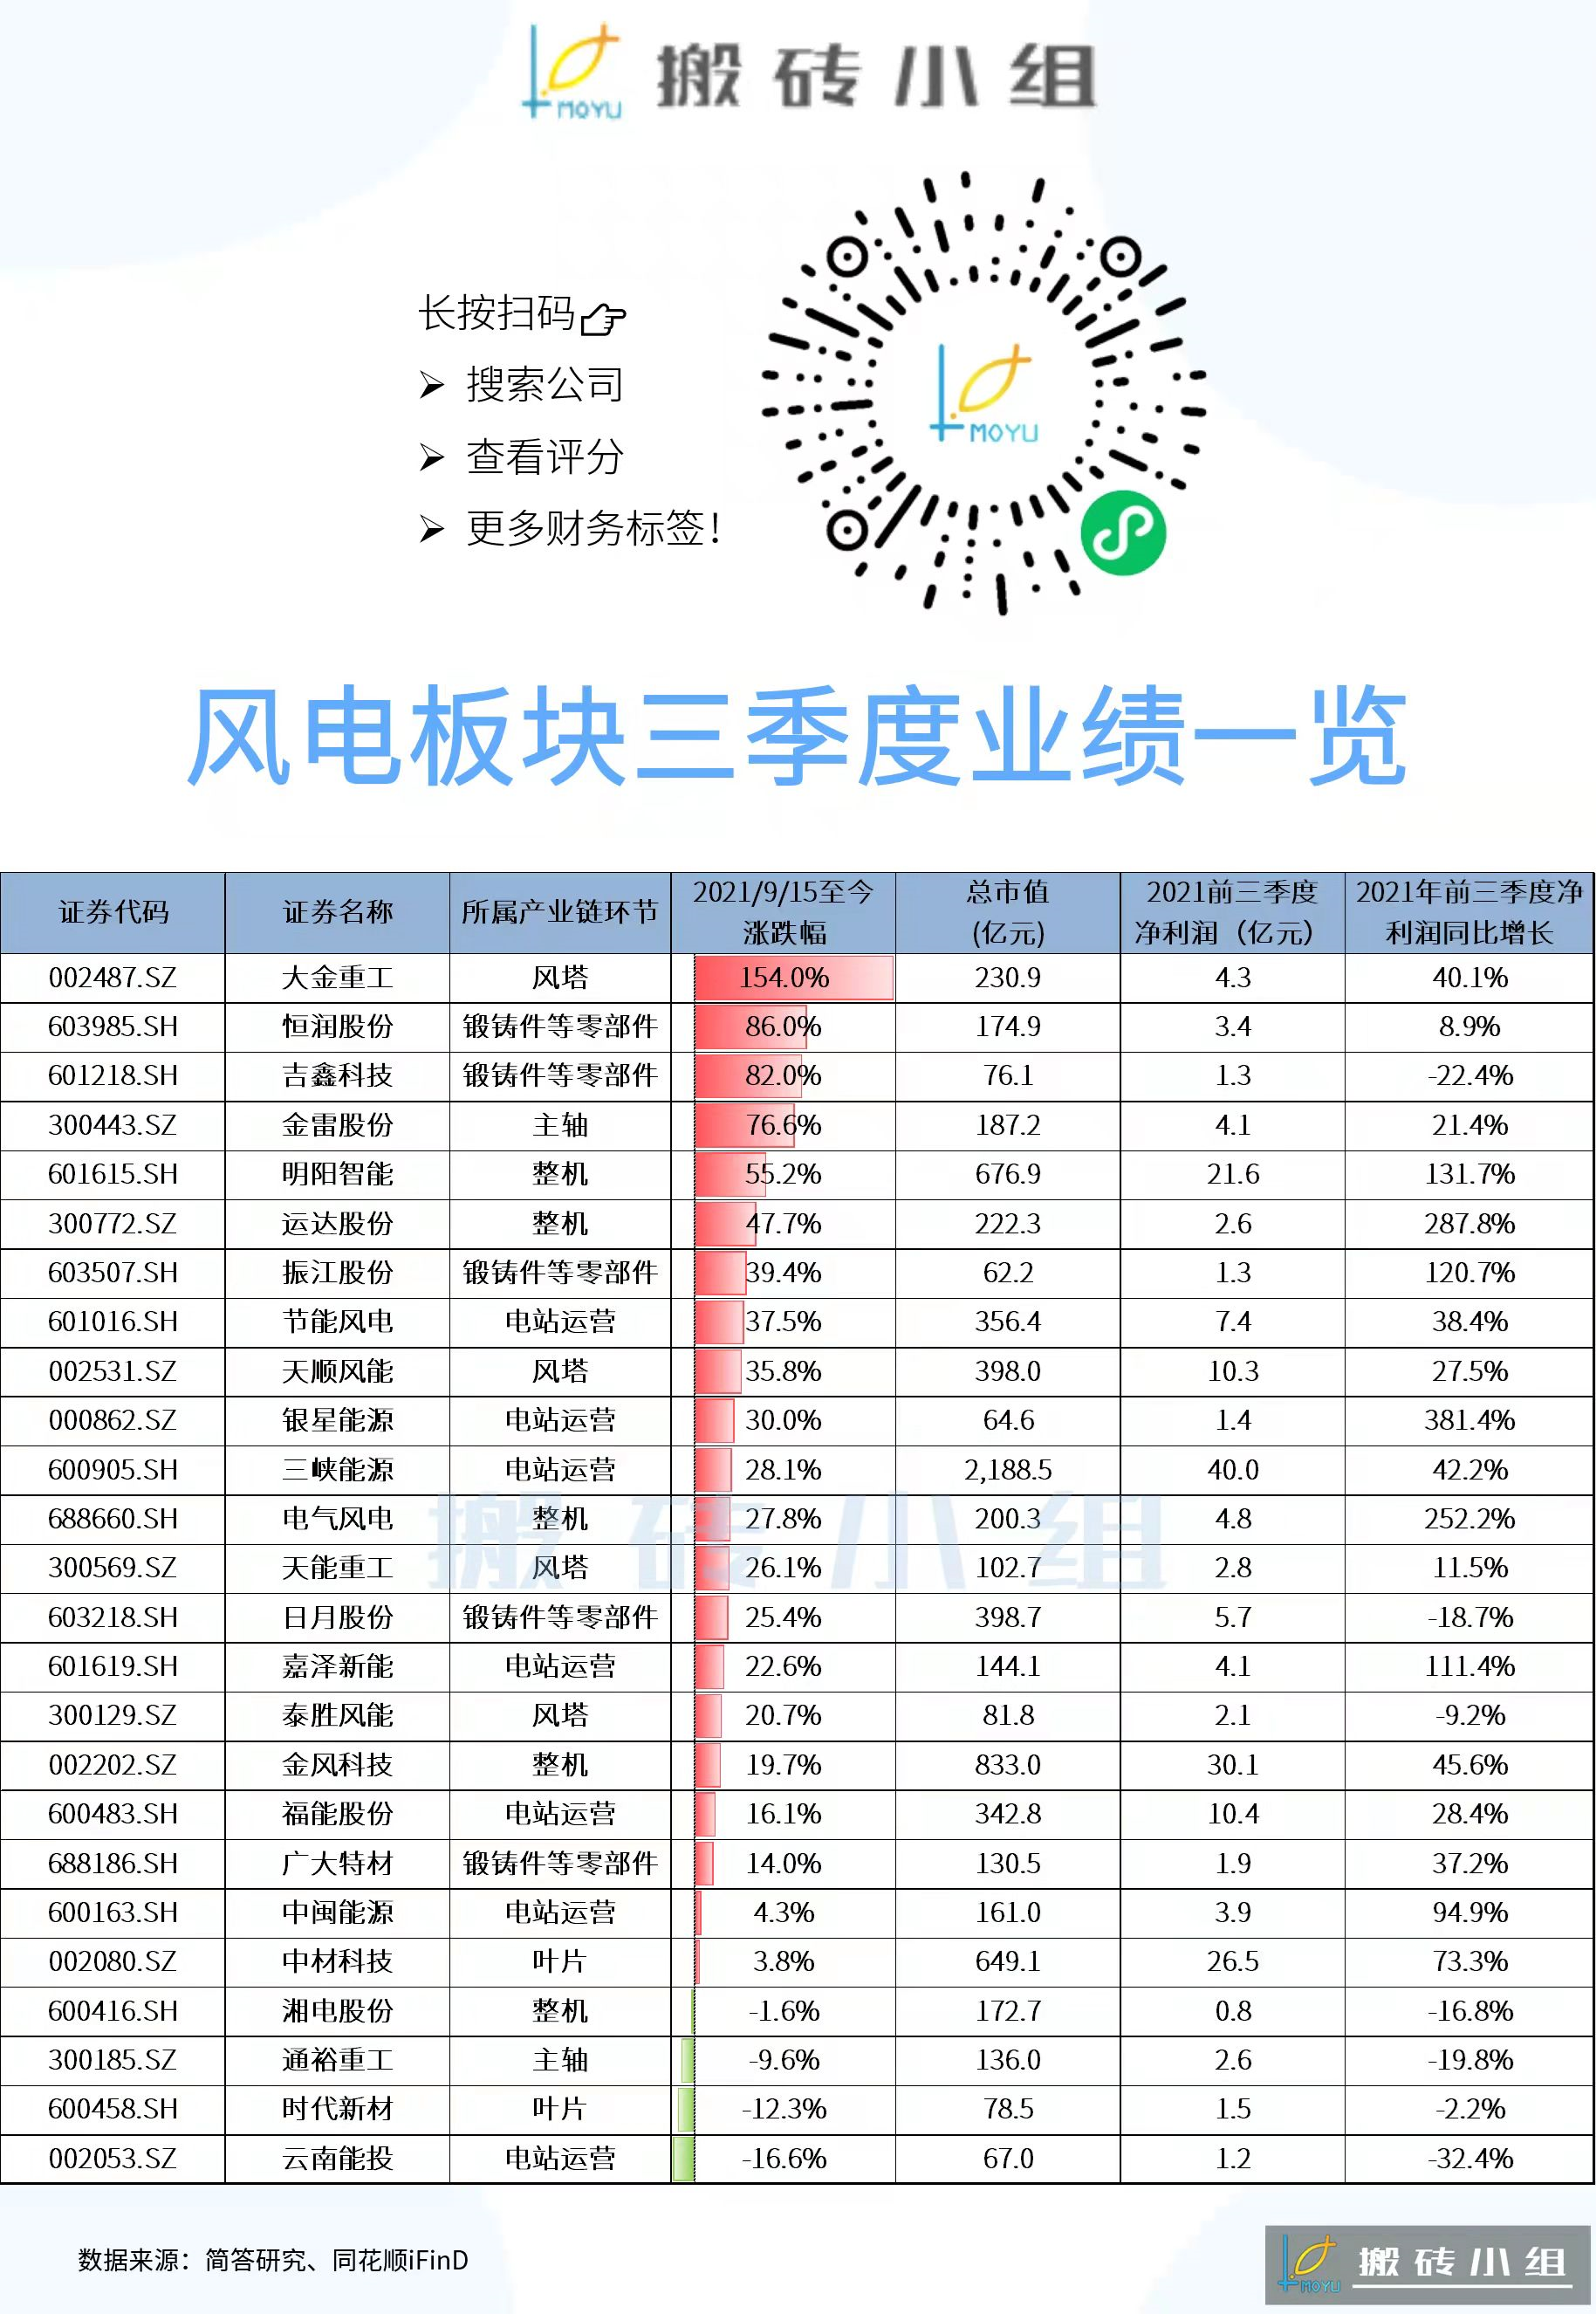 MOYU 搬砖小组
长按扫码
搜索公司
查看评分
更多财务标签!
MOYU
风电板块三季度业绩一览
证券代码 证券名称 所属产业链环节 2021/9/15至今涨跌幅 总市值(亿元) 2021前三季度净利润（亿元） 2021年前三季度净利润同比增长
002487.SZ 大金重工 风塔 154.0% 230.9 4.3 40.1%
603985.SH 恒润股份 锻铸件等零部件 86.0% 174.9 3.4 8.9%
601218.SH 吉鑫科技 锻铸件等零部件 82.0% 76.1 1.3 -22.4%
300443.SZ 金雷股份 主轴 76.6% 187.2 4.1 21.4%
601615.SH 明阳智能 整机 55.2% 676.9 21.6 131.7%
300772.SZ 运达股份 整机 47.7% 222.3 2.6 287.8%
603507.SH 振江股份 锻铸件等零部件 39.4% 62.2 1.3 120.7%
601016.SH 节能风电 电站运营 37.5% 356.4 7.4 38.4%
002531.SZ 天顺风能 风塔 35.8% 398.0 10.3 27.5%
000862.SZ 银星能源 电站运营 30.0% 64.6 1.4 381.4%
600905.SH 三峡能源 电站运营 28.1% 2,188.5 40.0 42.2%
688660.SH 电气风电 整机 27.8% 200.3 4.8 252.2%
300569.SZ 天能重工 风塔 26.1% 102.7 2.8 11.5%
603218.SH 日月股份 锻铸件等零部件 25.4% 398.7 5.7 -18.7%
601619.SH 嘉泽新能 电站运营 22.6% 144.1 4.1 111.4%
300129.SZ 泰胜风能 风塔 20.7% 81.8 2.1 -9.2%
002202.SZ 金风科技 整机 19.7% 833.0 30.1 45.6%
600483.SH 福能股份 电站运营 16.1% 342.8 10.4 28.4%
688186.SH 广大特材 锻铸件等零部件 14.0% 130.5 1.9 37.2%
600163.SH 中闽能源 电站运营 4.3% 161.0 3.9 94.9%
002080.SZ 中材科技 叶片 3.8% 649.1 26.5 73.3%
600416.SH 湘电股份 整机 -1.6% 172.7 0.8 -16.8%
300185.SZ 通裕重工 主轴 -9.6% 136.0 2.6 -19.8%
600458.SH 时代新材 叶片 -12.3% 78.5 1.5 -2.2%
002053.SZ 云南能投 电站运营 -16.6% 67.0 1.2 -32.4%
搬砖小组
数据来源：简答研究、同花顺iFinD
MOYU 搬砖小组